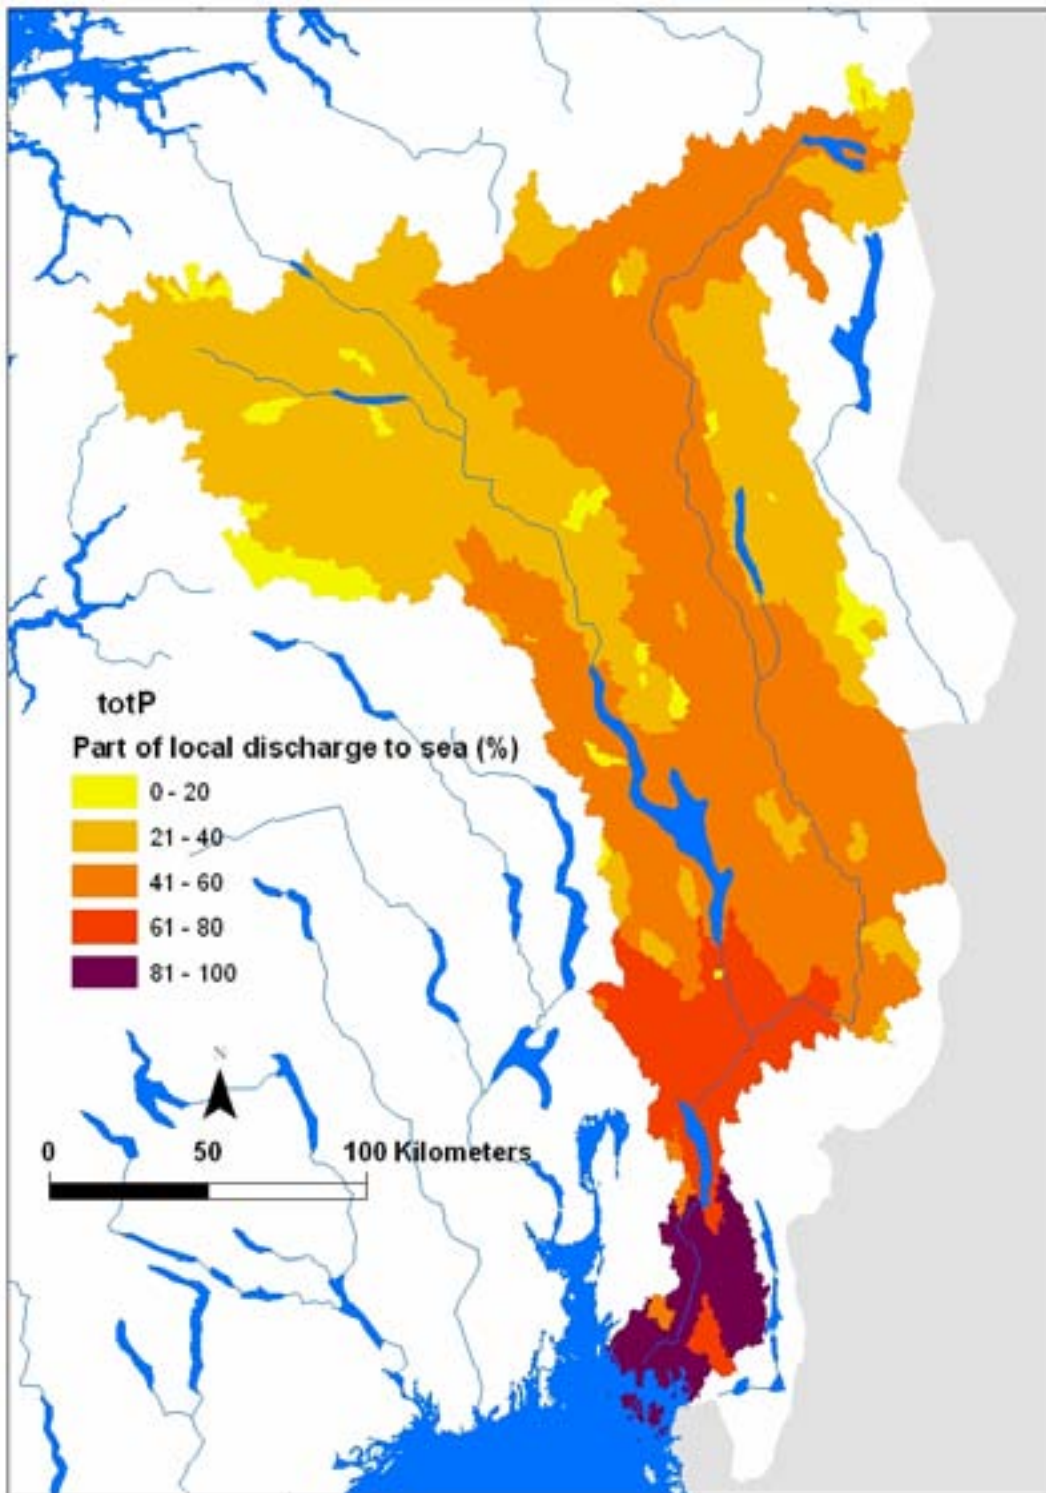 totP
Part of local discharge to sea (%)
0 - 20
21 - 40
41 - 60
61 - 80
81 - 100
N
0 50 100 Kilometers